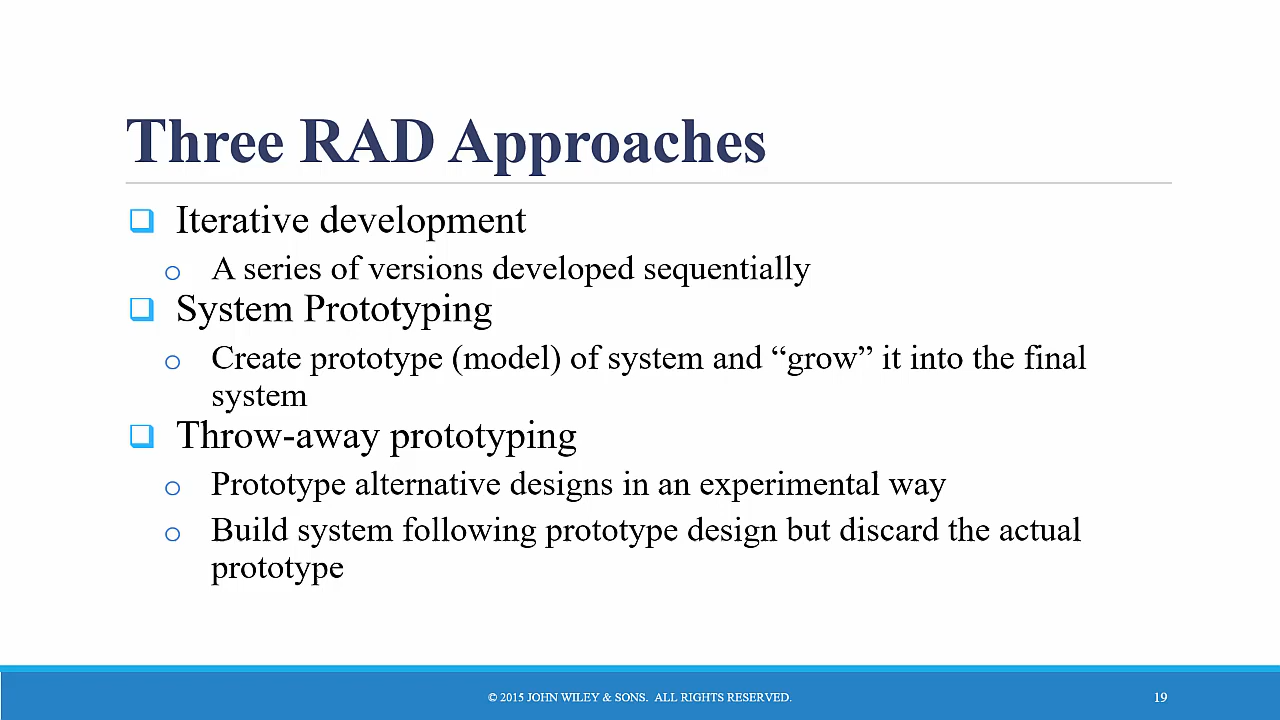 Three RAD Approaches
❑ Iterative development
o A series of versions developed sequentially
❑ System Prototyping
o Create prototype (model) of system and “grow” it into the final
system
❑ Throw-away prototyping
o Prototype alternative designs in an experimental way
o Build system following prototype design but discard the actual
prototype
© 2015 JOHN WILEY & SONS. ALL RIGHTS RESERVED.
19